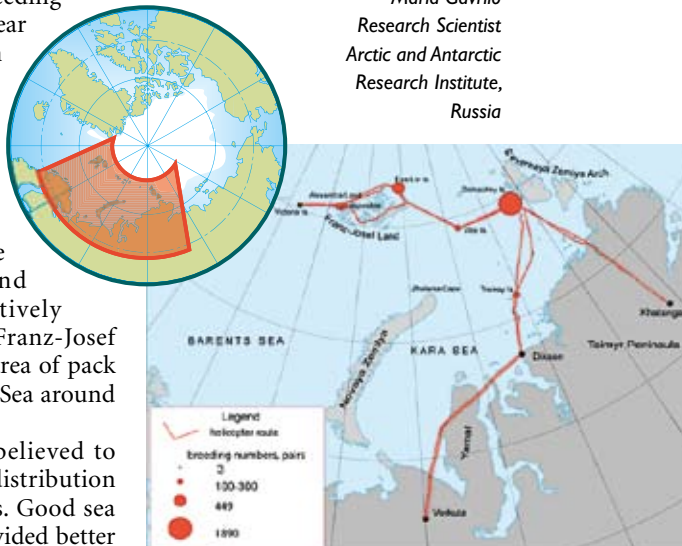 eeding
ear
Maria Gavrilo
Research Scientist
Arctic and Antarctic
Research Institute,
Russia
e
nd
tively
Franz-Josef
rea of pack
Sea around
believed to
distribution
s. Good sea
vided better
Severnaya Zemlya Arch
Victoria Is
Franz-Josef Land
Khatanga
BARENTS SEA
Novaya Zemlya
KARA SEA
Dixon
Taimyr Peninsula
Yamal
Vorkuta
Legend
helicopter route
breeding numbers, pairs
100-300
449
1890